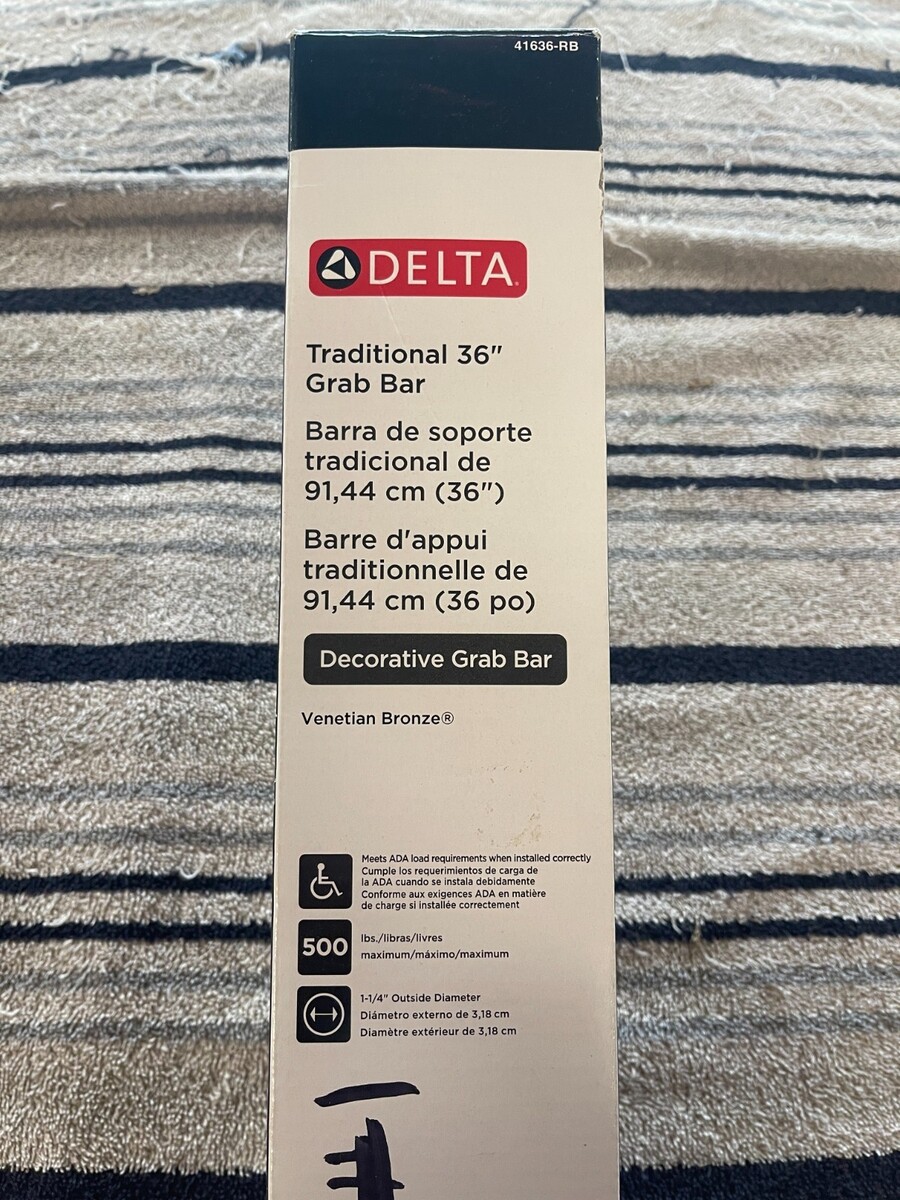 41636-RB
DELTA
Traditional 36"
Grab Bar
Barra de soporte
tradicional de
91,44 cm (36")
Barre d'appui
traditionnelle de
91,44 cm (36 po)
Decorative Grab Bar
Venetian Bronze®
Meets ADA load requirements when installed correctly
Cumple los requerimientos de carga de
la ADA cuando se instala debidamente
Conforme aux exigences ADA en matière
de charge si installée correctement
500
lbs./libras/livres
maximum/máximo/maximum
1-1/4" Outside Diameter
Diámetro externo de 3,18 cm
Diamètre extérieur de 3,18 cm